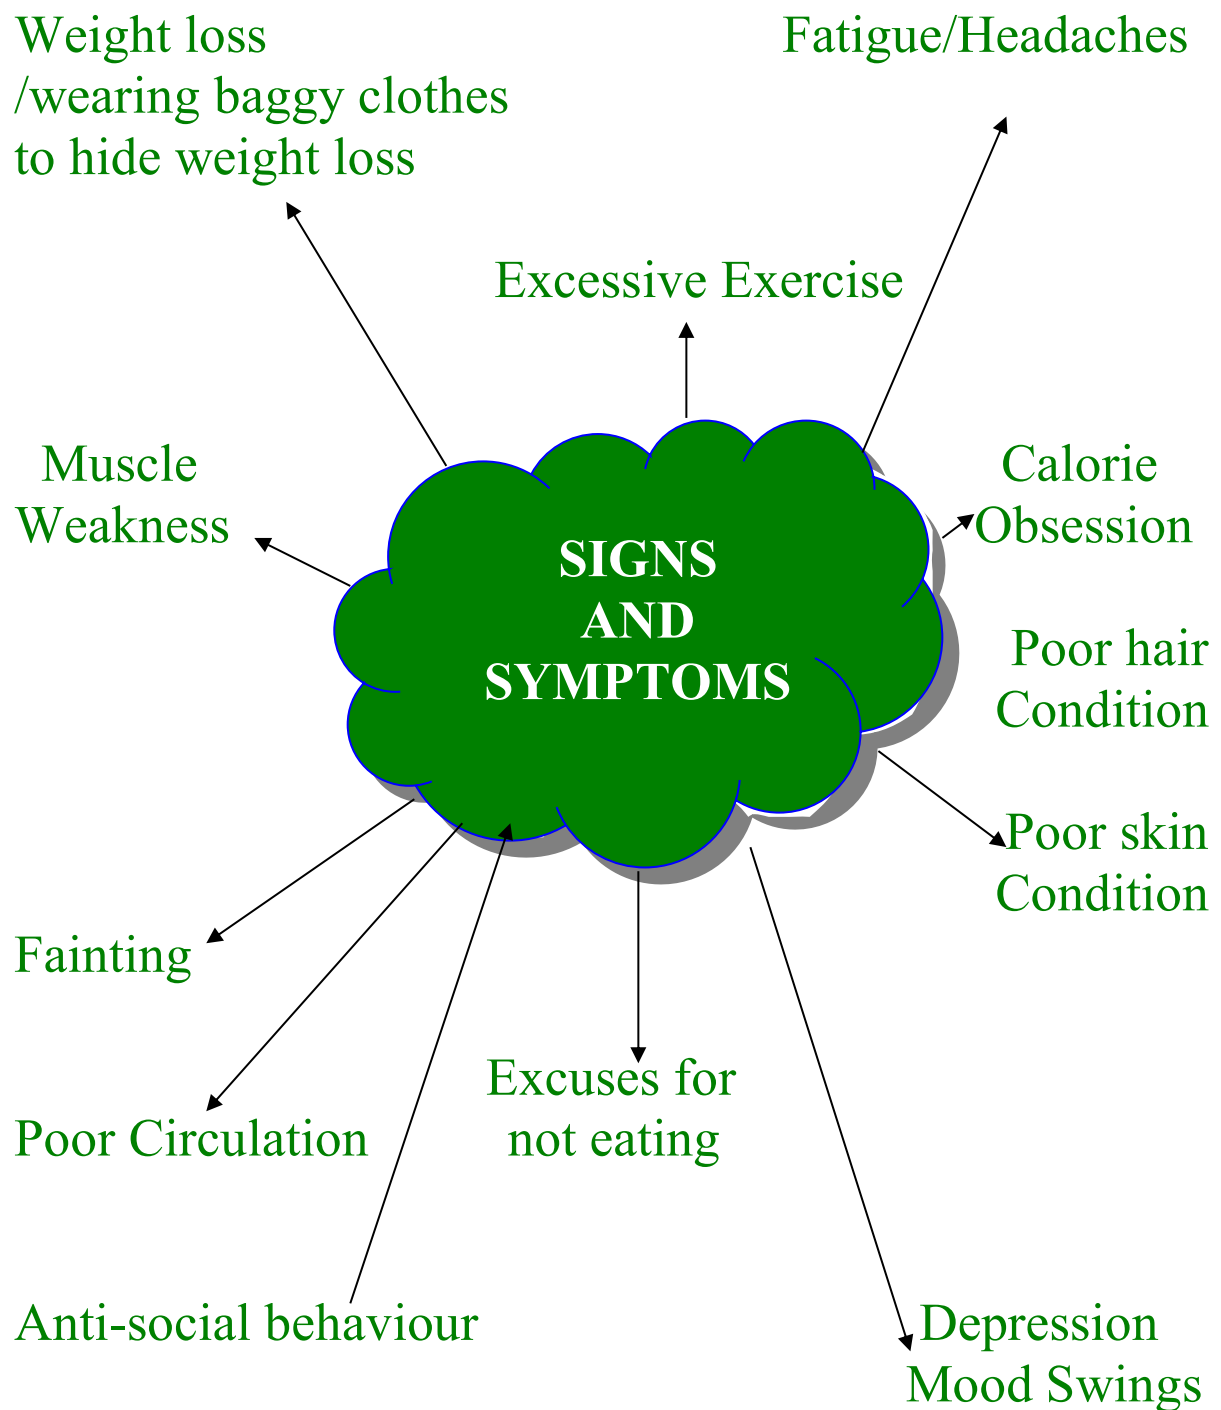 Weight loss
/wearing baggy clothes
to hide weight loss
Fatigue/Headaches
Excessive Exercise
Muscle
Weakness
Calorie
Obsession
SIGNS
AND
SYMPTOMS
Poor hair
Condition
Poor skin
Condition
Fainting
Poor Circulation
Excuses for
not eating
Anti-social behaviour
Depression
Mood Swings